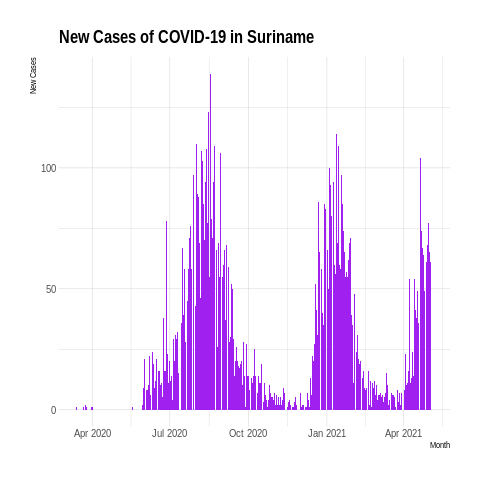 New Cases of COVID-19 in Suriname
New Cases
100
50
0
Apr 2020 Jul 2020 Oct 2020 Jan 2021 Apr 2021
Month